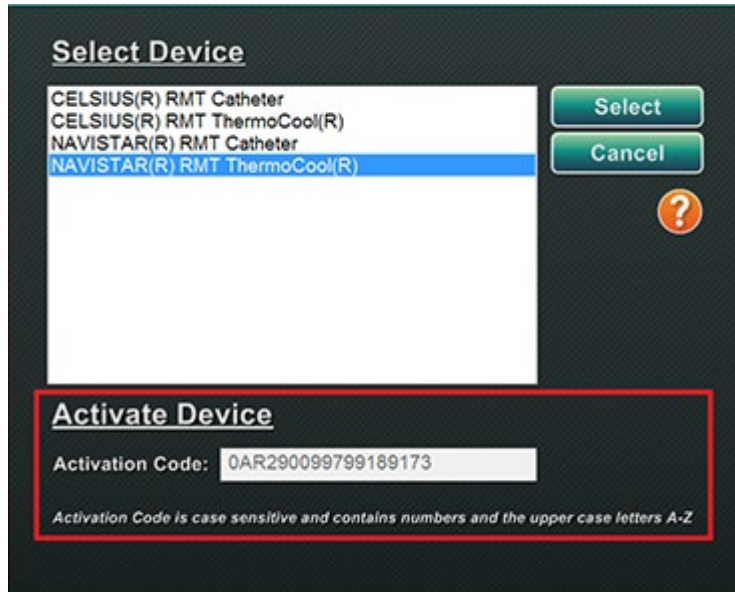 Select Device
CELSIUS(R) RMT Catheter
CELSIUS(R) RMT ThermoCool(R)
NAVISTAR(R) RMT Catheter
NAVISTAR(R) RMT ThermoCool(R)
Select
Cancel
?
Activate Device
Activation Code: 0AR290099799189173
Activation Code is case sensitive and contains numbers and the upper case letters A-Z